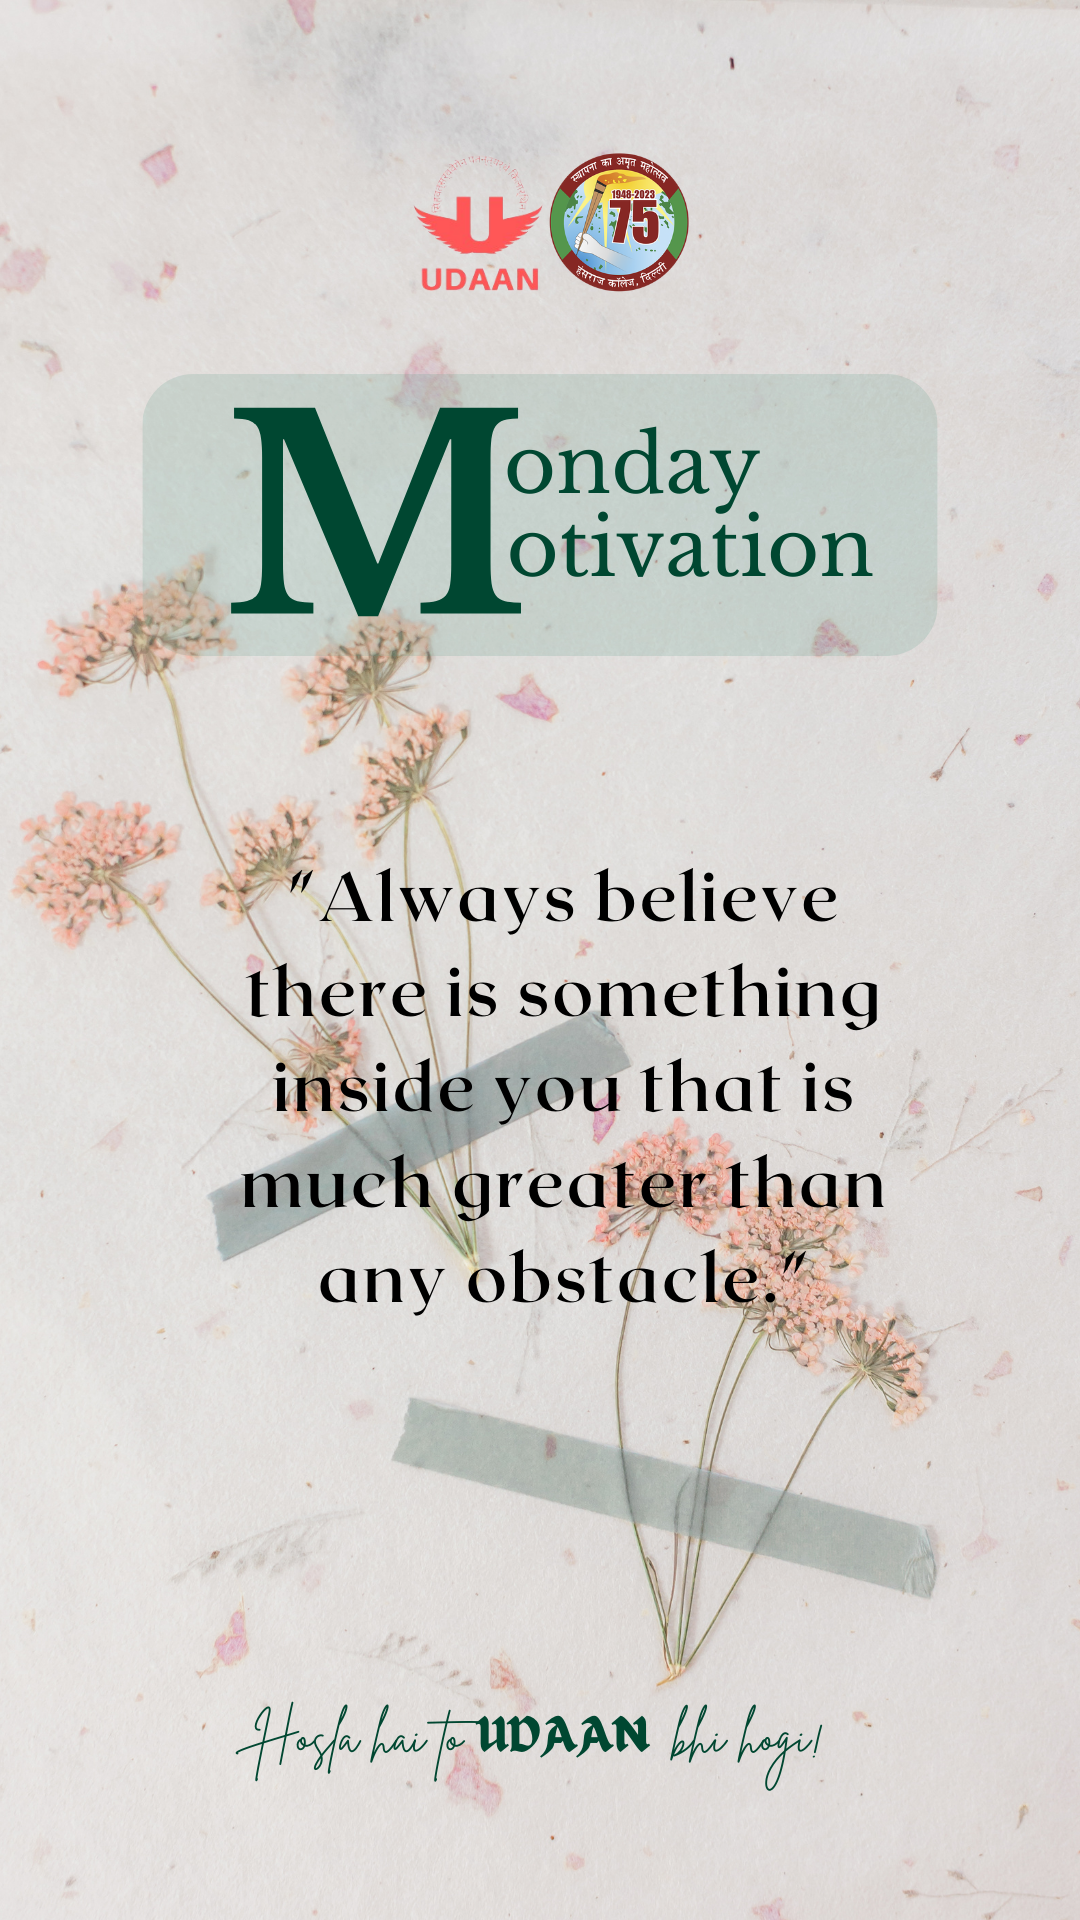 UDAAN
स्थापना का अमृत महोत्सव
1948-2023
75
हंसराज कॉलेज, दिल्ली
Monday
Motivation
"Always believe
there is something
inside you that is
much greater than
any obstacle."
Hosla hai to UDAAN bhi hogi!